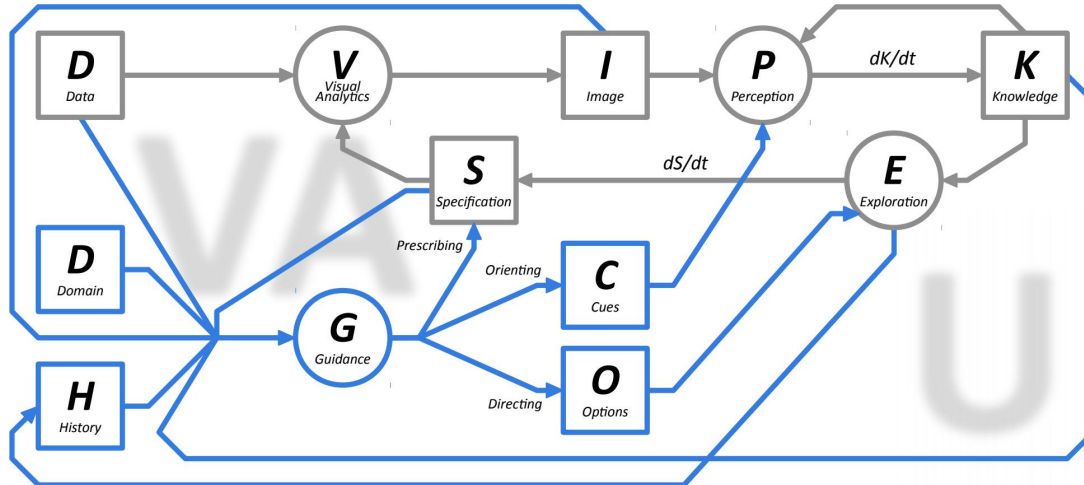 D
Data
V
Visual
Analytics
I
Image
P
Perception
dK/dt
K
Knowledge
VA
S
Specification
dS/dt
E
Exploration
Prescribing
D
Domain
Orienting
C
Cues
G
Guidance
U
H
History
Directing
O
Options